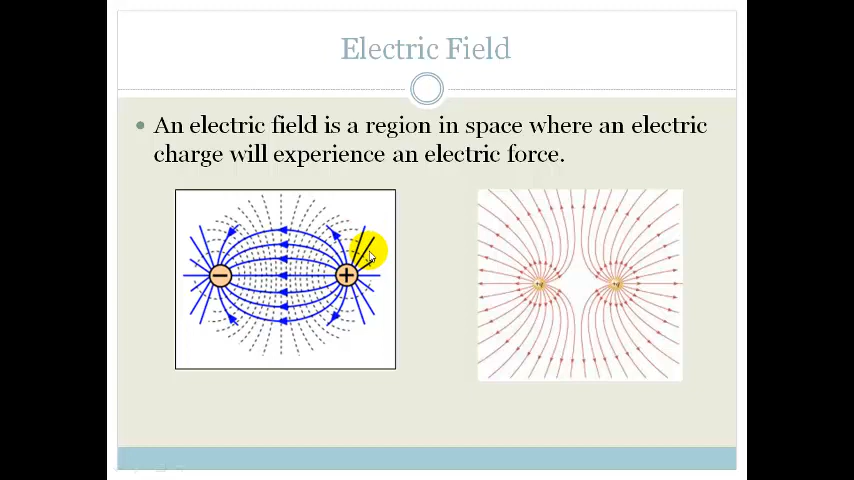 Electric Field
An electric field is a region in space where an electric
charge will experience an electric force.
− +